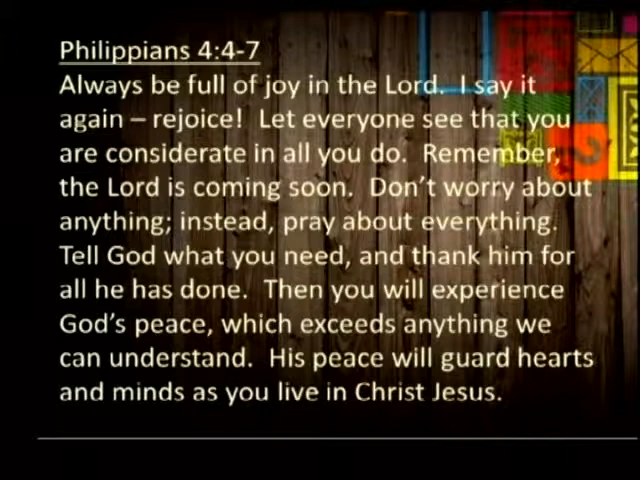 Philippians 4:4-7
Always be full of joy in the Lord.  I say it
again – rejoice!  Let everyone see that you
are considerate in all you do.  Remember,
the Lord is coming soon.  Don't worry about
anything; instead, pray about everything.
Tell God what you need, and thank him for
all he has done.  Then you will experience
God's peace, which exceeds anything we
can understand.  His peace will guard hearts
and minds as you live in Christ Jesus.